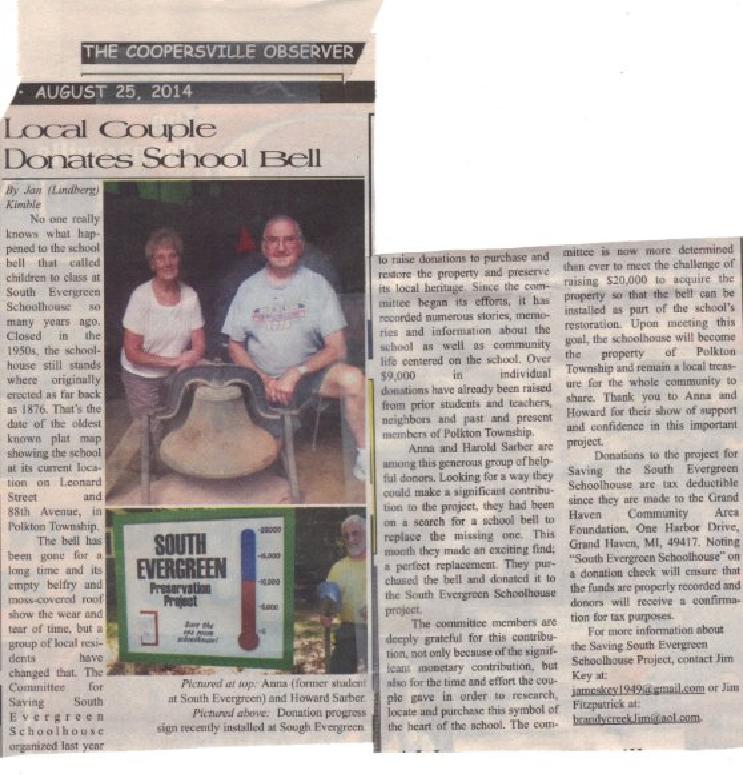 THE COOPERSVILLE OBSERVER
AUGUST 25, 2014
Local Couple
Donates School Bell
By Jan (Lindberg)
Kimble
No one really
knows what hap-
pened to the school
bell that called
children to class at
South Evergreen
Schoolhouse so
many years ago.
Closed in the
1950s, the school-
house still stands
where originally
erected as far back
as 1876. That's the
date of the oldest
known plat map
showing the school
at its current loca-
tion on Leonard
Street and
88th Avenue, in
Polkton Township.
The bell has
been gone for a
long time and its
empty belfry and
moss-covered roof
show the wear and
tear of time, but a
group of local resi-
dents have
changed that. The
Committee for
Saving South
Evergreen
Schoolhouse
organized last year
SOUTH
EVERGREEN
Preservation
Project
Save the
one room
schoolhouse!
20000
15,000
10,000
5,000
0
Pictured at top: Anna (former student
at South Evergreen) and Howard Sarber.
Pictured above: Donation progress
sign recently installed at Sough Evergreen.
to raise donations to purchase and
restore the property and preserve
its local heritage. Since the com-
mittee began its efforts, it has
recorded numerous stories, memo-
ries and information about the
school as well as community
life centered on the school. Over
$9,000 in individual
donations have already been raised
from prior students and teachers,
neighbors and past and present
members of Polkton Township.
Anna and Harold Sarber are
among this generous group of help-
ful donors. Looking for a way they
could make a significant contribu-
tion to the project, they had been
on a search for a school bell to
replace the missing one. This
month they made an exciting find;
a perfect replacement. They pur-
chased the bell and donated it to
the South Evergreen Schoolhouse
project.
The committee members are
deeply grateful for this contribu-
tion, not only because of the signif-
icant monetary contribution, but
also for the time and effort the cou-
ple gave in order to research,
locate and purchase this symbol of
the heart of the school. The com-
mittee is now more determined
than ever to meet the challenge of
raising $20,000 to acquire the
property so that the bell can be
installed as part of the school's
restoration. Upon meeting this
goal, the schoolhouse will become
the property of Polkton
Township and remain a local treas-
ure for the whole community to
share. Thank you to Anna and
Howard for their show of support
and confidence in this important
project.
Donations to the project for
Saving the South Evergreen
Schoolhouse are tax deductible
since they are made to the Grand
Haven Community Area
Foundation, One Harbor Drive,
Grand Haven, MI, 49417. Noting
"South Evergreen Schoolhouse" on
a donation check will ensure that
the funds are properly recorded and
donors will receive a confirma-
tion for tax purposes.
For more information about
the Saving South Evergreen
Schoolhouse Project, contact Jim
Key at:
jameskey1949@gmail.com or Jim
Fitzpatrick at:
brandycreekJim@aol.com.